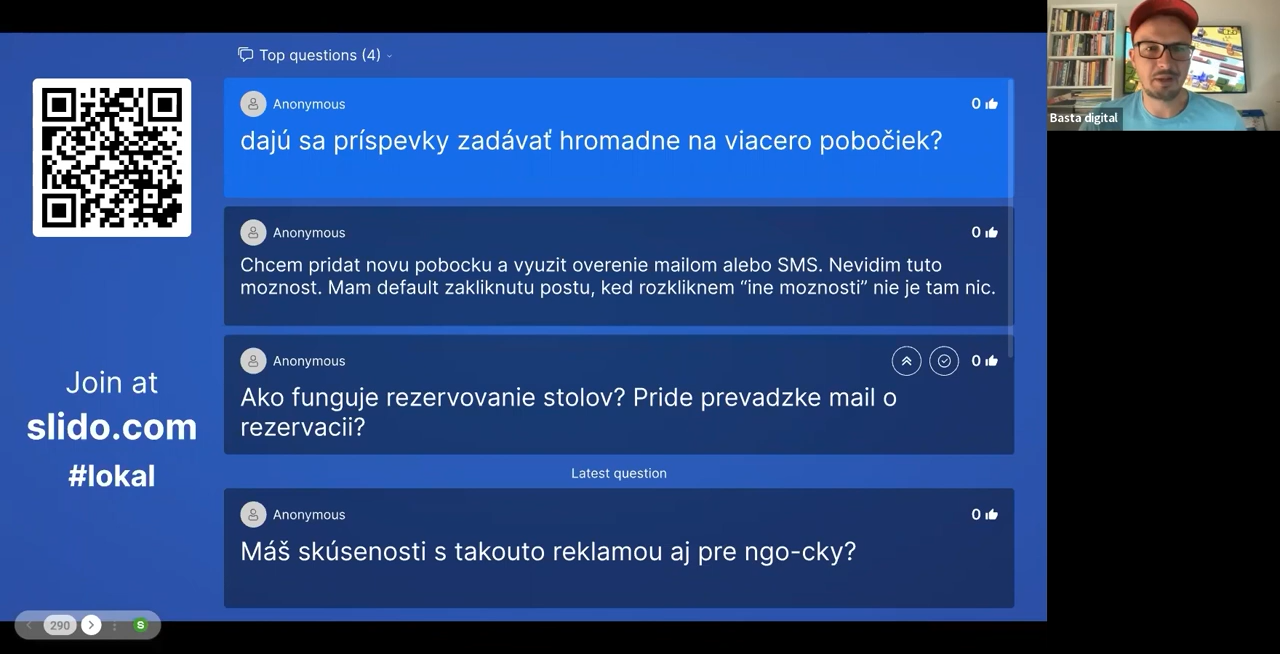 Top questions (4)
Anonymous
0
dajú sa príspevky zadávať hromadne na viacero pobočiek?
Anonymous
0
Chcem pridat novu pobocku a vyuzit overenie mailom alebo SMS. Nevidim tuto
moznost. Mam default zakliknutu postu, ked rozkliknem “ine moznosti” nie je tam nic.
Anonymous
0
Ako funguje rezervovanie stolov? Pride prevadzke mail o
rezervacii?
Latest question
Anonymous
0
Máš skúsenosti s takouto reklamou aj pre ngo-cky?
Join at
slido.com
#lokal
290
S
Basta digital